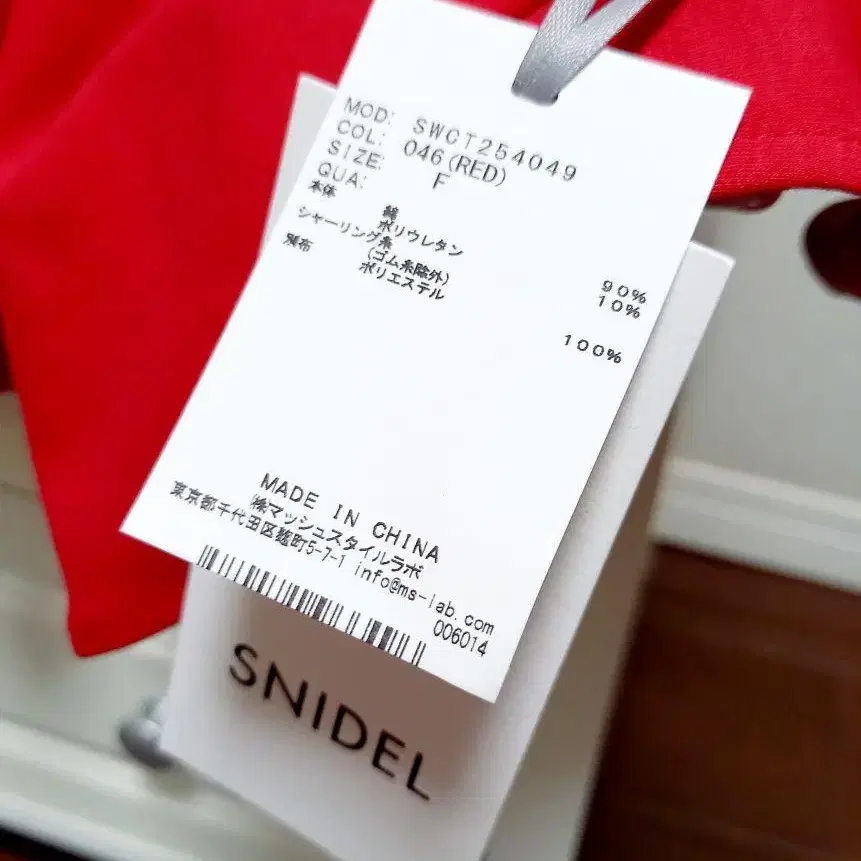 MOD: SWCT254049
COL: 046(RED)
SIZE: F
QUA:
本体 綿 90%
ポリウレタン 10%
シャーリング糸
(ゴム糸除外)
別布 ポリエステル 100%
MADE IN CHINA
㈱マッシュスタイルラボ
東京都千代田区麹町5-7-1 info@ms-lab.com
006014
SNIDEL